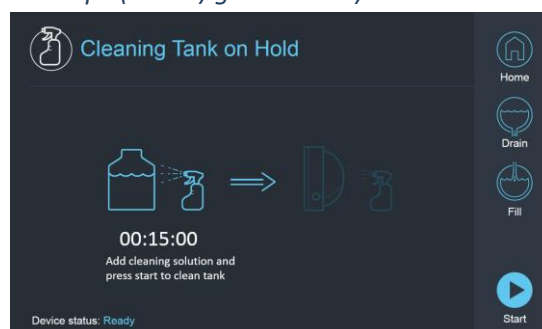 Cleaning Tank on Hold
Home
Drain
Fill
00:15:00
Add cleaning solution and
press start to clean tank
Device status: Ready
Start